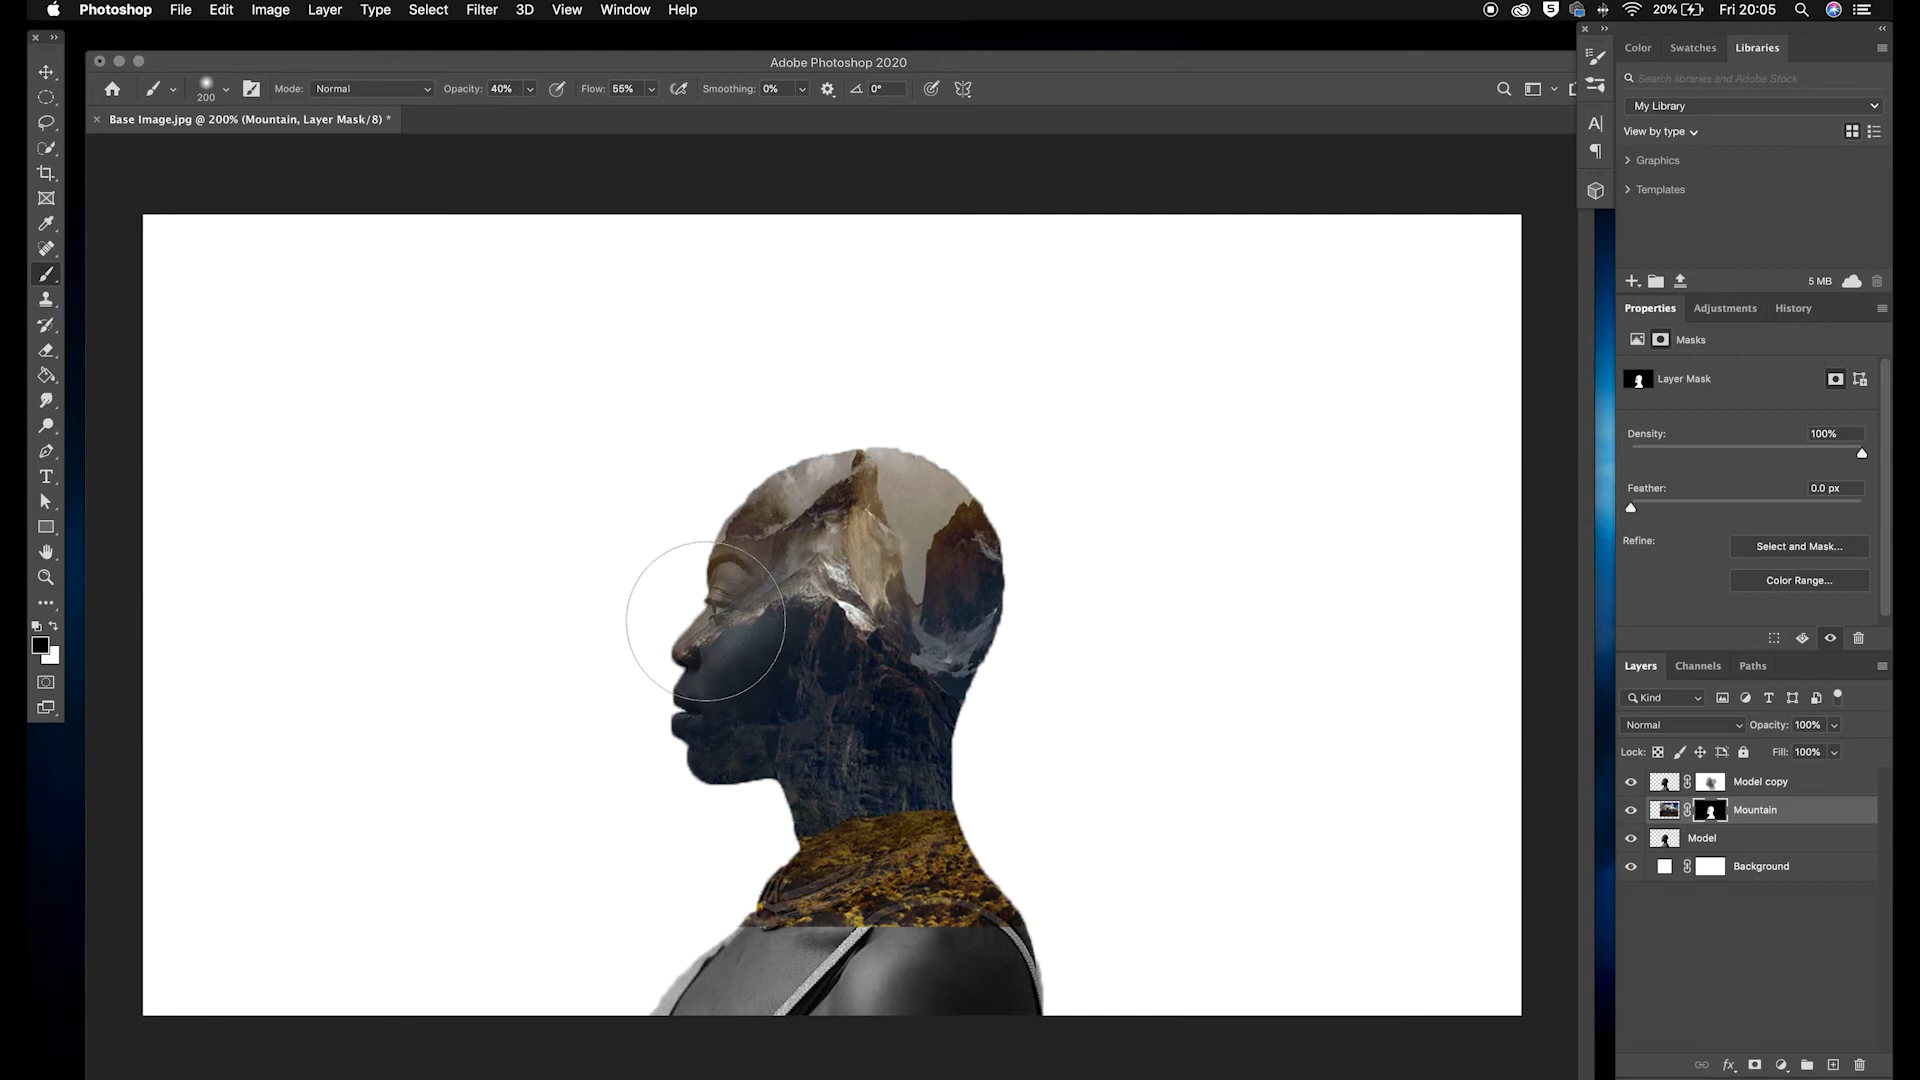 Photoshop File Edit Image Layer Type Select Filter 3D View Window Help
20% Fri 20:05
Adobe Photoshop 2020
200 Mode: Normal Opacity: 40% Flow: 55% Smoothing: 0% 0°
Base Image.jpg @ 200% (Mountain, Layer Mask/8) *
Color Swatches Libraries
Search libraries and Adobe Stock
My Library
View by type
Graphics
Templates
5 MB
Properties Adjustments History
Masks
Layer Mask
Density: 100%
Feather: 0.0 px
Refine: Select and Mask...
Color Range...
Layers Channels Paths
Kind
Normal Opacity: 100%
Lock: Fill: 100%
Model copy
Mountain
Model
Background
fx